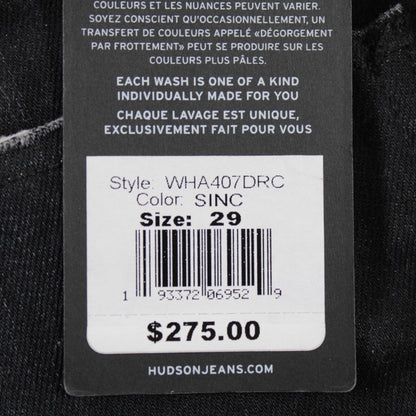 COULEURS ET LES NUANCES PEUVENT VARIER.
SOYEZ CONSCIENT QU'OCCASIONNELLEMENT, UN
TRANSFERT DE COULEURS APPELÉ «DÉGORGEMENT
PAR FROTTEMENT» PEUT SE PRODUIRE SUR LES
COULEURS PLUS PÂLES.
EACH WASH IS ONE OF A KIND
INDIVIDUALLY MADE FOR YOU
CHAQUE LAVAGE EST UNIQUE,
EXCLUSIVEMENT FAIT POUR VOUS
Style: WHA407DRC
Color: SINC
Size: 29
1 93372 06952 9
$275.00
HUDSONJEANS.COM